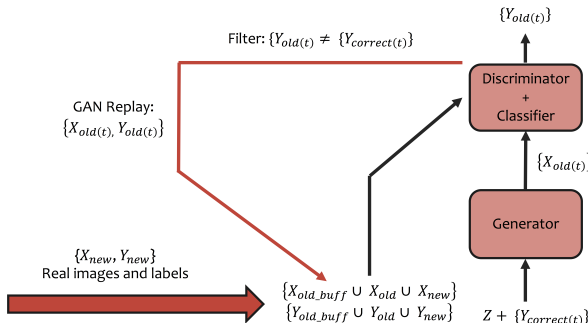 {Y_old(t)}
Filter: {Y_old(t) ≠ {Y_correct(t)}
Discriminator
+
Classifier
GAN Replay:
{X_old(t), Y_old(t)}
{X_old(t)}
Generator
{X_new, Y_new}
Real images and labels
{X_old_buff ∪ X_old ∪ X_new}
{Y_old_buff ∪ Y_old ∪ Y_new}
Z + {Y_correct(t)}